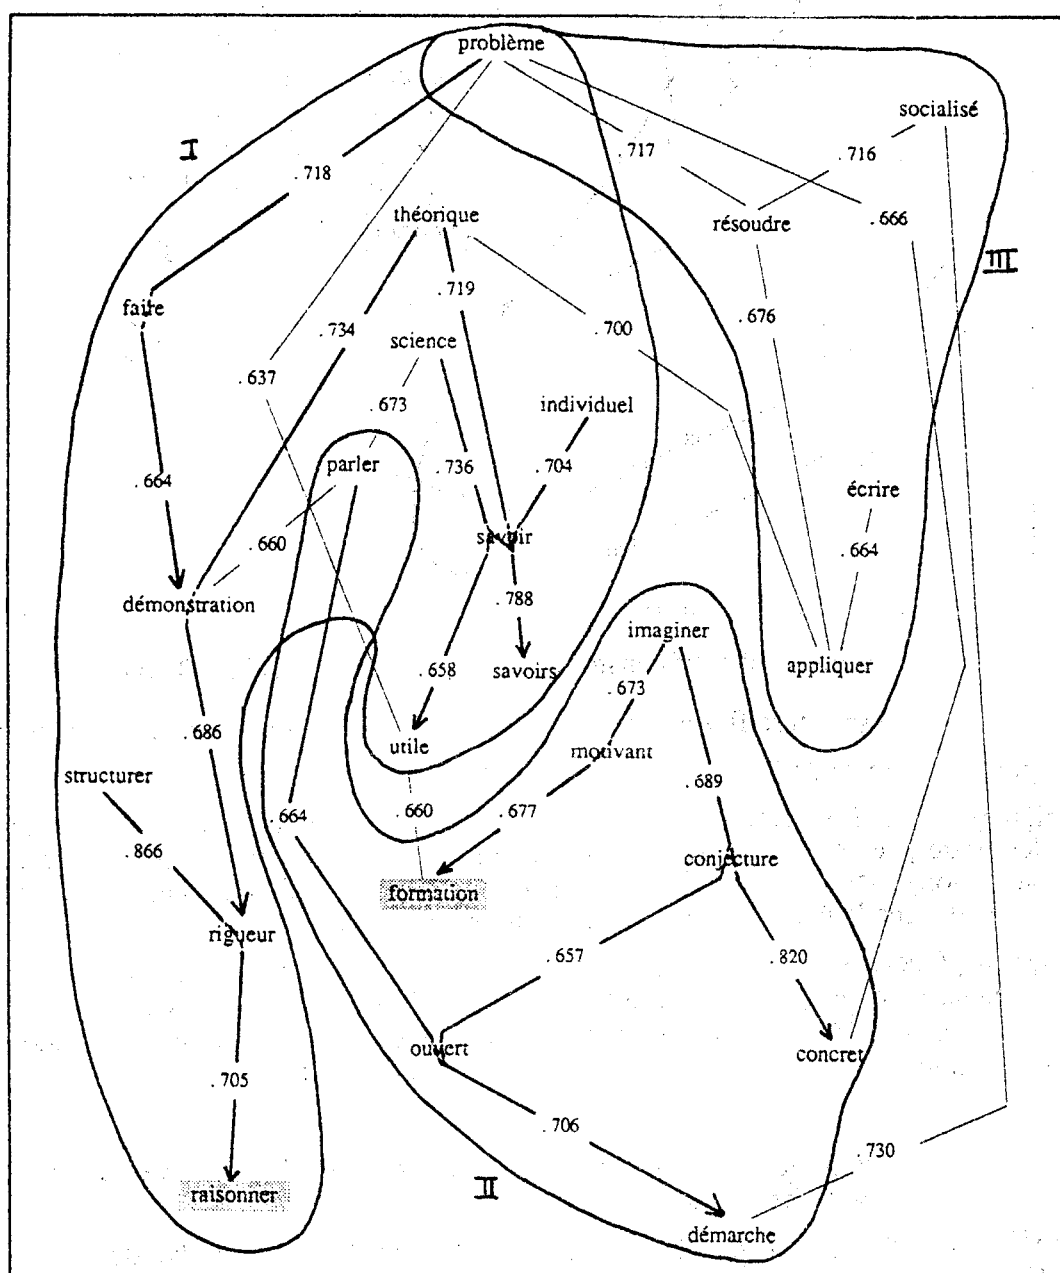 problème
socialisé
I
.717
.716
.718
théorique
résoudre
.666
III
.719
faire
.734
.700
.676
science
.637
.673
individuel
parler
.736
.704
.664
écrire
savoir
.660
.664
démonstration
.788
imaginer
.658
savoirs
.673
appliquer
.686
utile
motivant
structurer
.689
.664
.660
.677
.866
conjecture
formation
rigueur
.657
.820
ouvert
concret
.705
.706
.730
raisonner
II
démarche